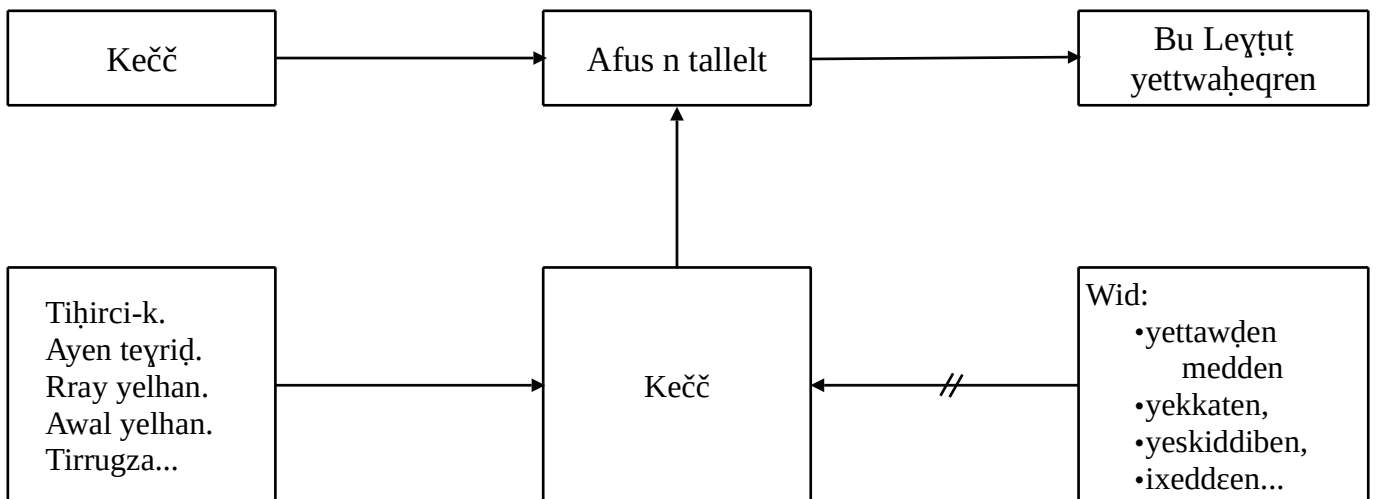 Kečč
Afus n tallelt
Bu Leɣṭuṭ
yettwaḥeqren
Tiḥirci-k.
Ayen teɣriḍ.
Rray yelhan.
Awal yelhan.
Tirrugza...
Kečč
Wid:
•yettawḍen
medden
•yekkaten,
•yeskiddiben,
•ixeddɛen...